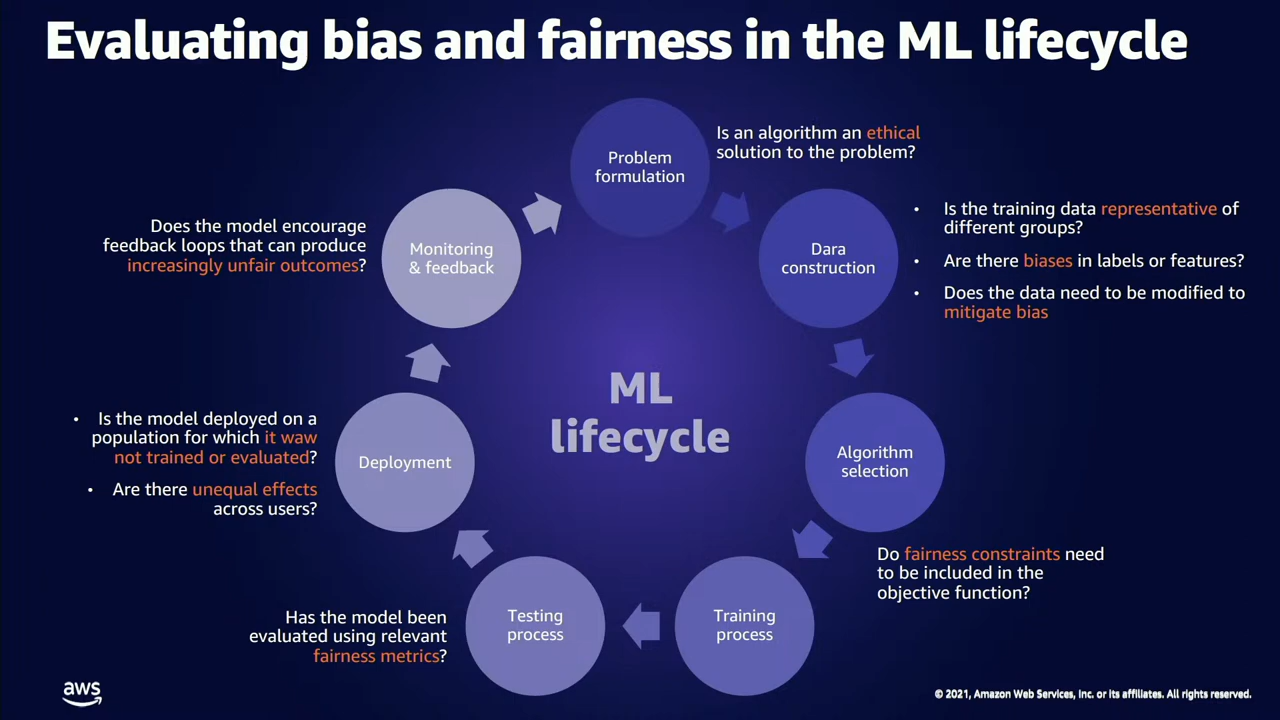 Evaluating bias and fairness in the ML lifecycle
Problem
formulation
Is an algorithm an ethical
solution to the problem?
Dara
construction
• Is the training data representative of
different groups?
• Are there biases in labels or features?
• Does the data need to be modified to
mitigate bias
Algorithm
selection
Do fairness constraints need
to be included in the
objective function?
Training
process
Testing
process
Has the model been
evaluated using relevant
fairness metrics?
Deployment
• Is the model deployed on a
population for which it waw
not trained or evaluated?
• Are there unequal effects
across users?
Monitoring
& feedback
Does the model encourage
feedback loops that can produce
increasingly unfair outcomes?
ML
lifecycle
aws
© 2021, Amazon Web Services, Inc. or its affiliates. All rights reserved.